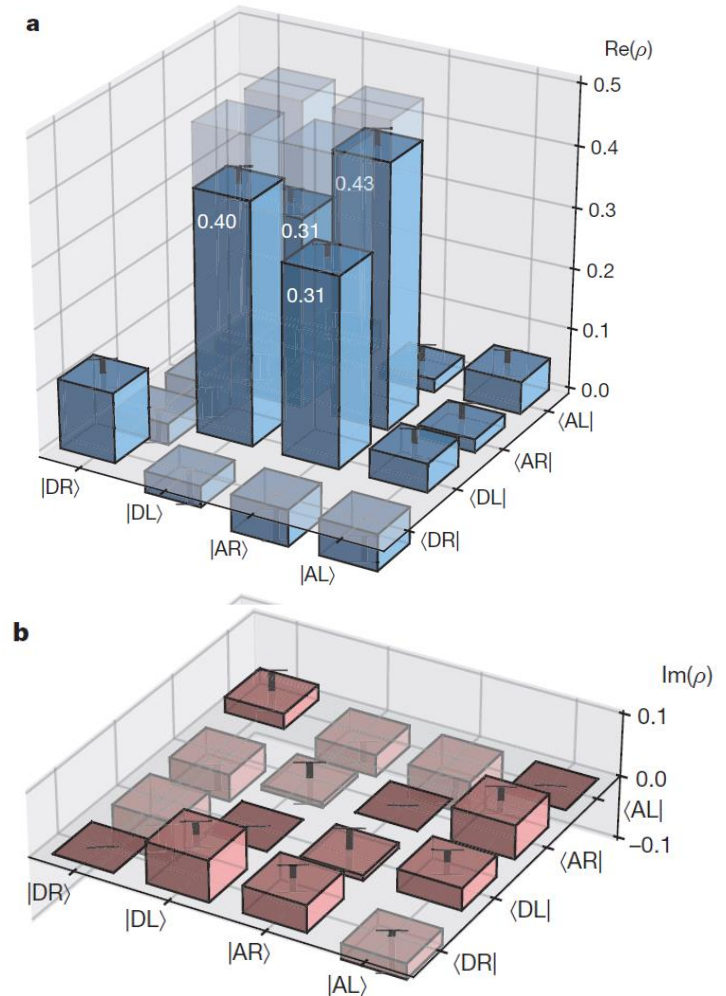 a
Re(ρ)
0.5
0.4
0.3
0.2
0.1
0.0
0.43
0.40
0.31
0.31
|DR⟩
|DL⟩
|AR⟩
|AL⟩
⟨AL|
⟨AR|
⟨DL|
⟨DR|
b
Im(ρ)
0.1
0.0
−0.1
|DR⟩
|DL⟩
|AR⟩
|AL⟩
⟨AL|
⟨AR|
⟨DL|
⟨DR|